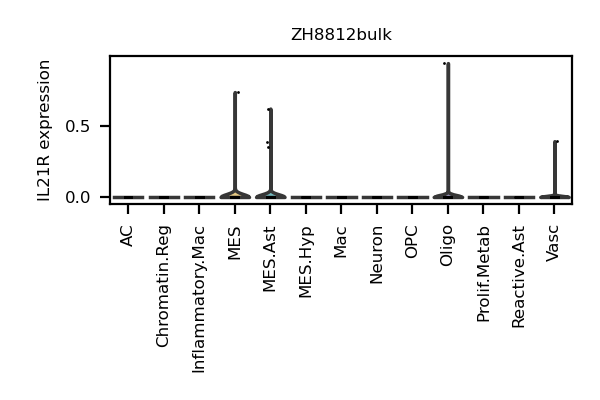 ZH8812bulk
IL21R expression
0.5
0.0
AC
Chromatin.Reg
Inflammatory.Mac
MES
MES.Ast
MES.Hyp
Mac
Neuron
OPC
Oligo
Prolif.Metab
Reactive.Ast
Vasc